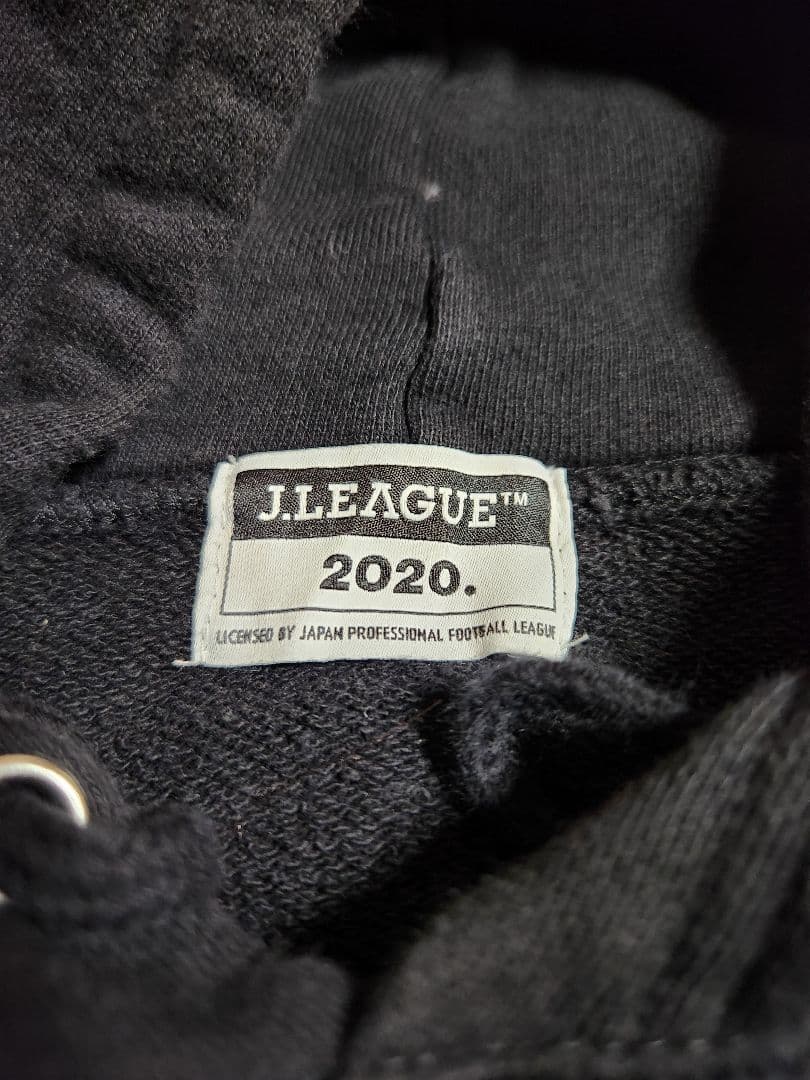 J.LEAGUE™
2020.
LICENSED BY JAPAN PROFESSIONAL FOOTBALL LEAGUE